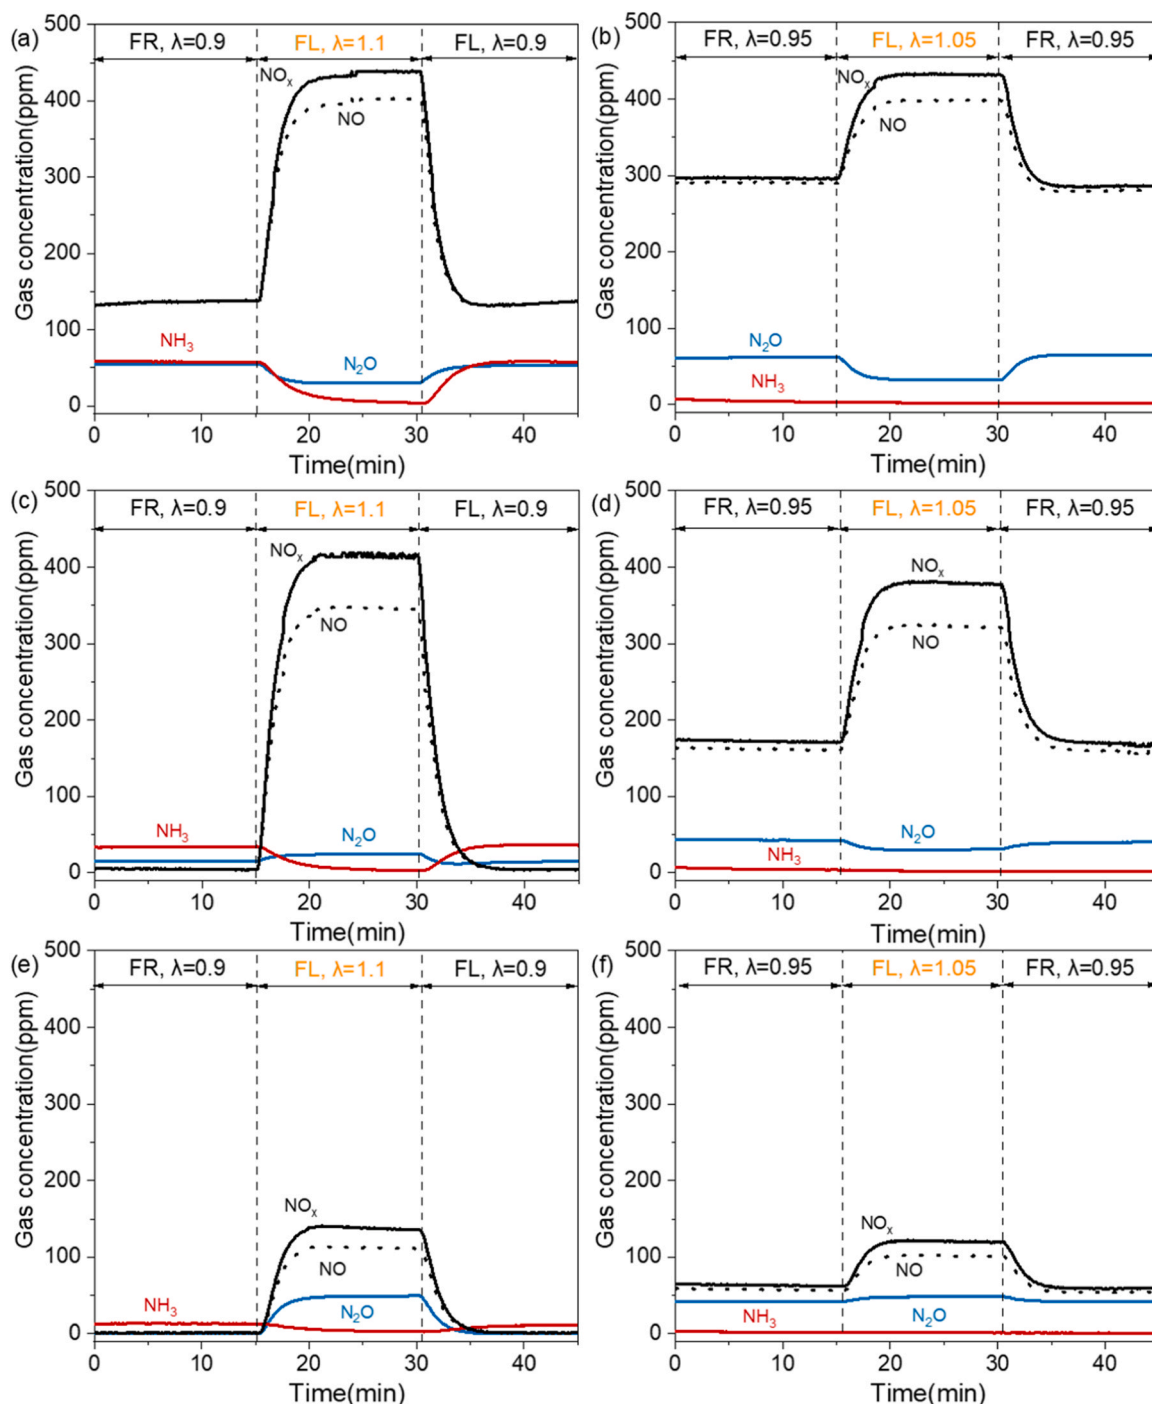 (a)
FR, λ=0.9
FL, λ=1.1
FL, λ=0.9
500
400
300
200
100
0
Gas concentration(ppm)
NOx
NO
NH3
N2O
0
10
20
30
40
Time(min)
(b)
FR, λ=0.95
FL, λ=1.05
FR, λ=0.95
500
400
300
200
100
0
Gas concentration(ppm)
NOx
NO
N2O
NH3
0
10
20
30
40
Time(min)
(c)
FR, λ=0.9
FL, λ=1.1
FL, λ=0.9
500
400
300
200
100
0
Gas concentration(ppm)
NOx
NO
NH3
N2O
0
10
20
30
40
Time(min)
(d)
FR, λ=0.95
FL, λ=1.05
FR, λ=0.95
500
400
300
200
100
0
Gas concentration(ppm)
NOx
NO
N2O
NH3
0
10
20
30
40
Time(min)
(e)
FR, λ=0.9
FL, λ=1.1
FL, λ=0.9
500
400
300
200
100
0
Gas concentration(ppm)
NOx
NO
NH3
N2O
0
10
20
30
40
Time(min)
(f)
FR, λ=0.95
FL, λ=1.05
FR, λ=0.95
500
400
300
200
100
0
Gas concentration(ppm)
NOx
NO
NH3
N2O
0
10
20
30
40
Time(min)